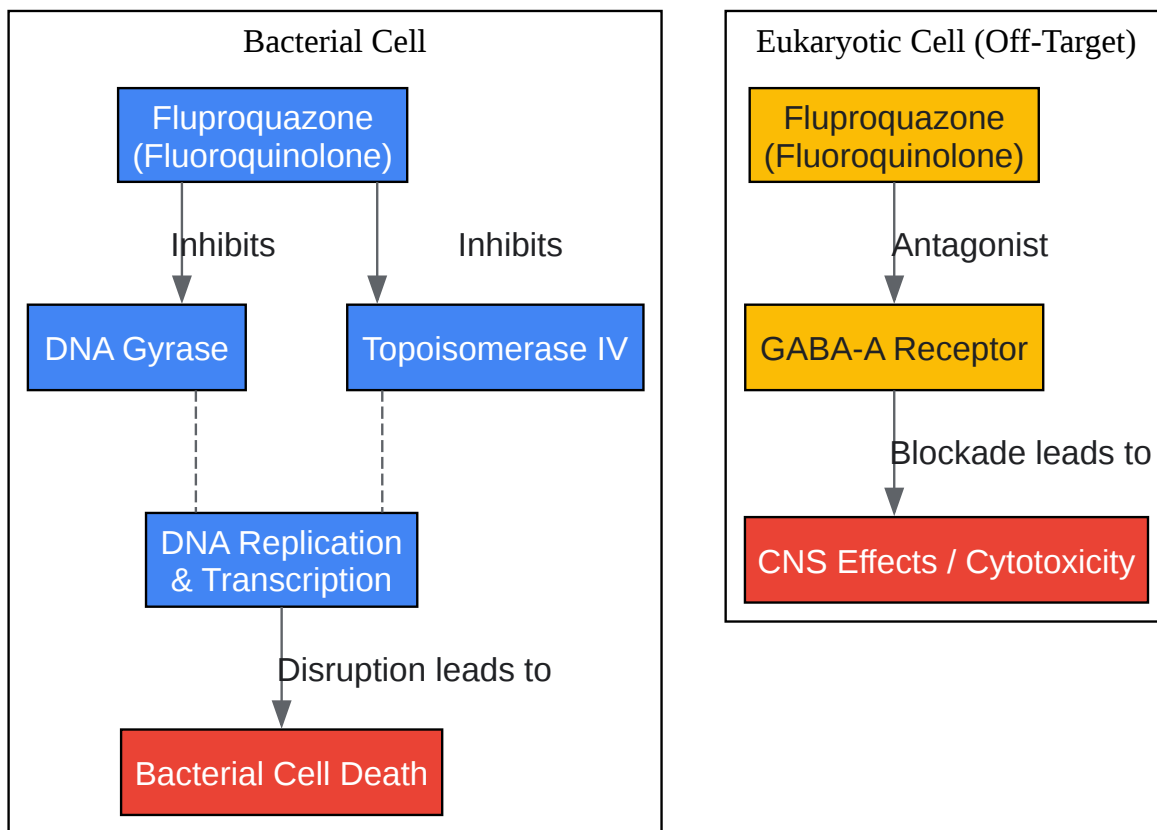 Bacterial Cell
Fluproquazone
(Fluoroquinolone)
Inhibits
Inhibits
DNA Gyrase
Topoisomerase IV
DNA Replication
& Transcription
Disruption leads to
Bacterial Cell Death
Eukaryotic Cell (Off-Target)
Fluproquazone
(Fluoroquinolone)
Antagonist
GABA-A Receptor
Blockade leads to
CNS Effects / Cytotoxicity